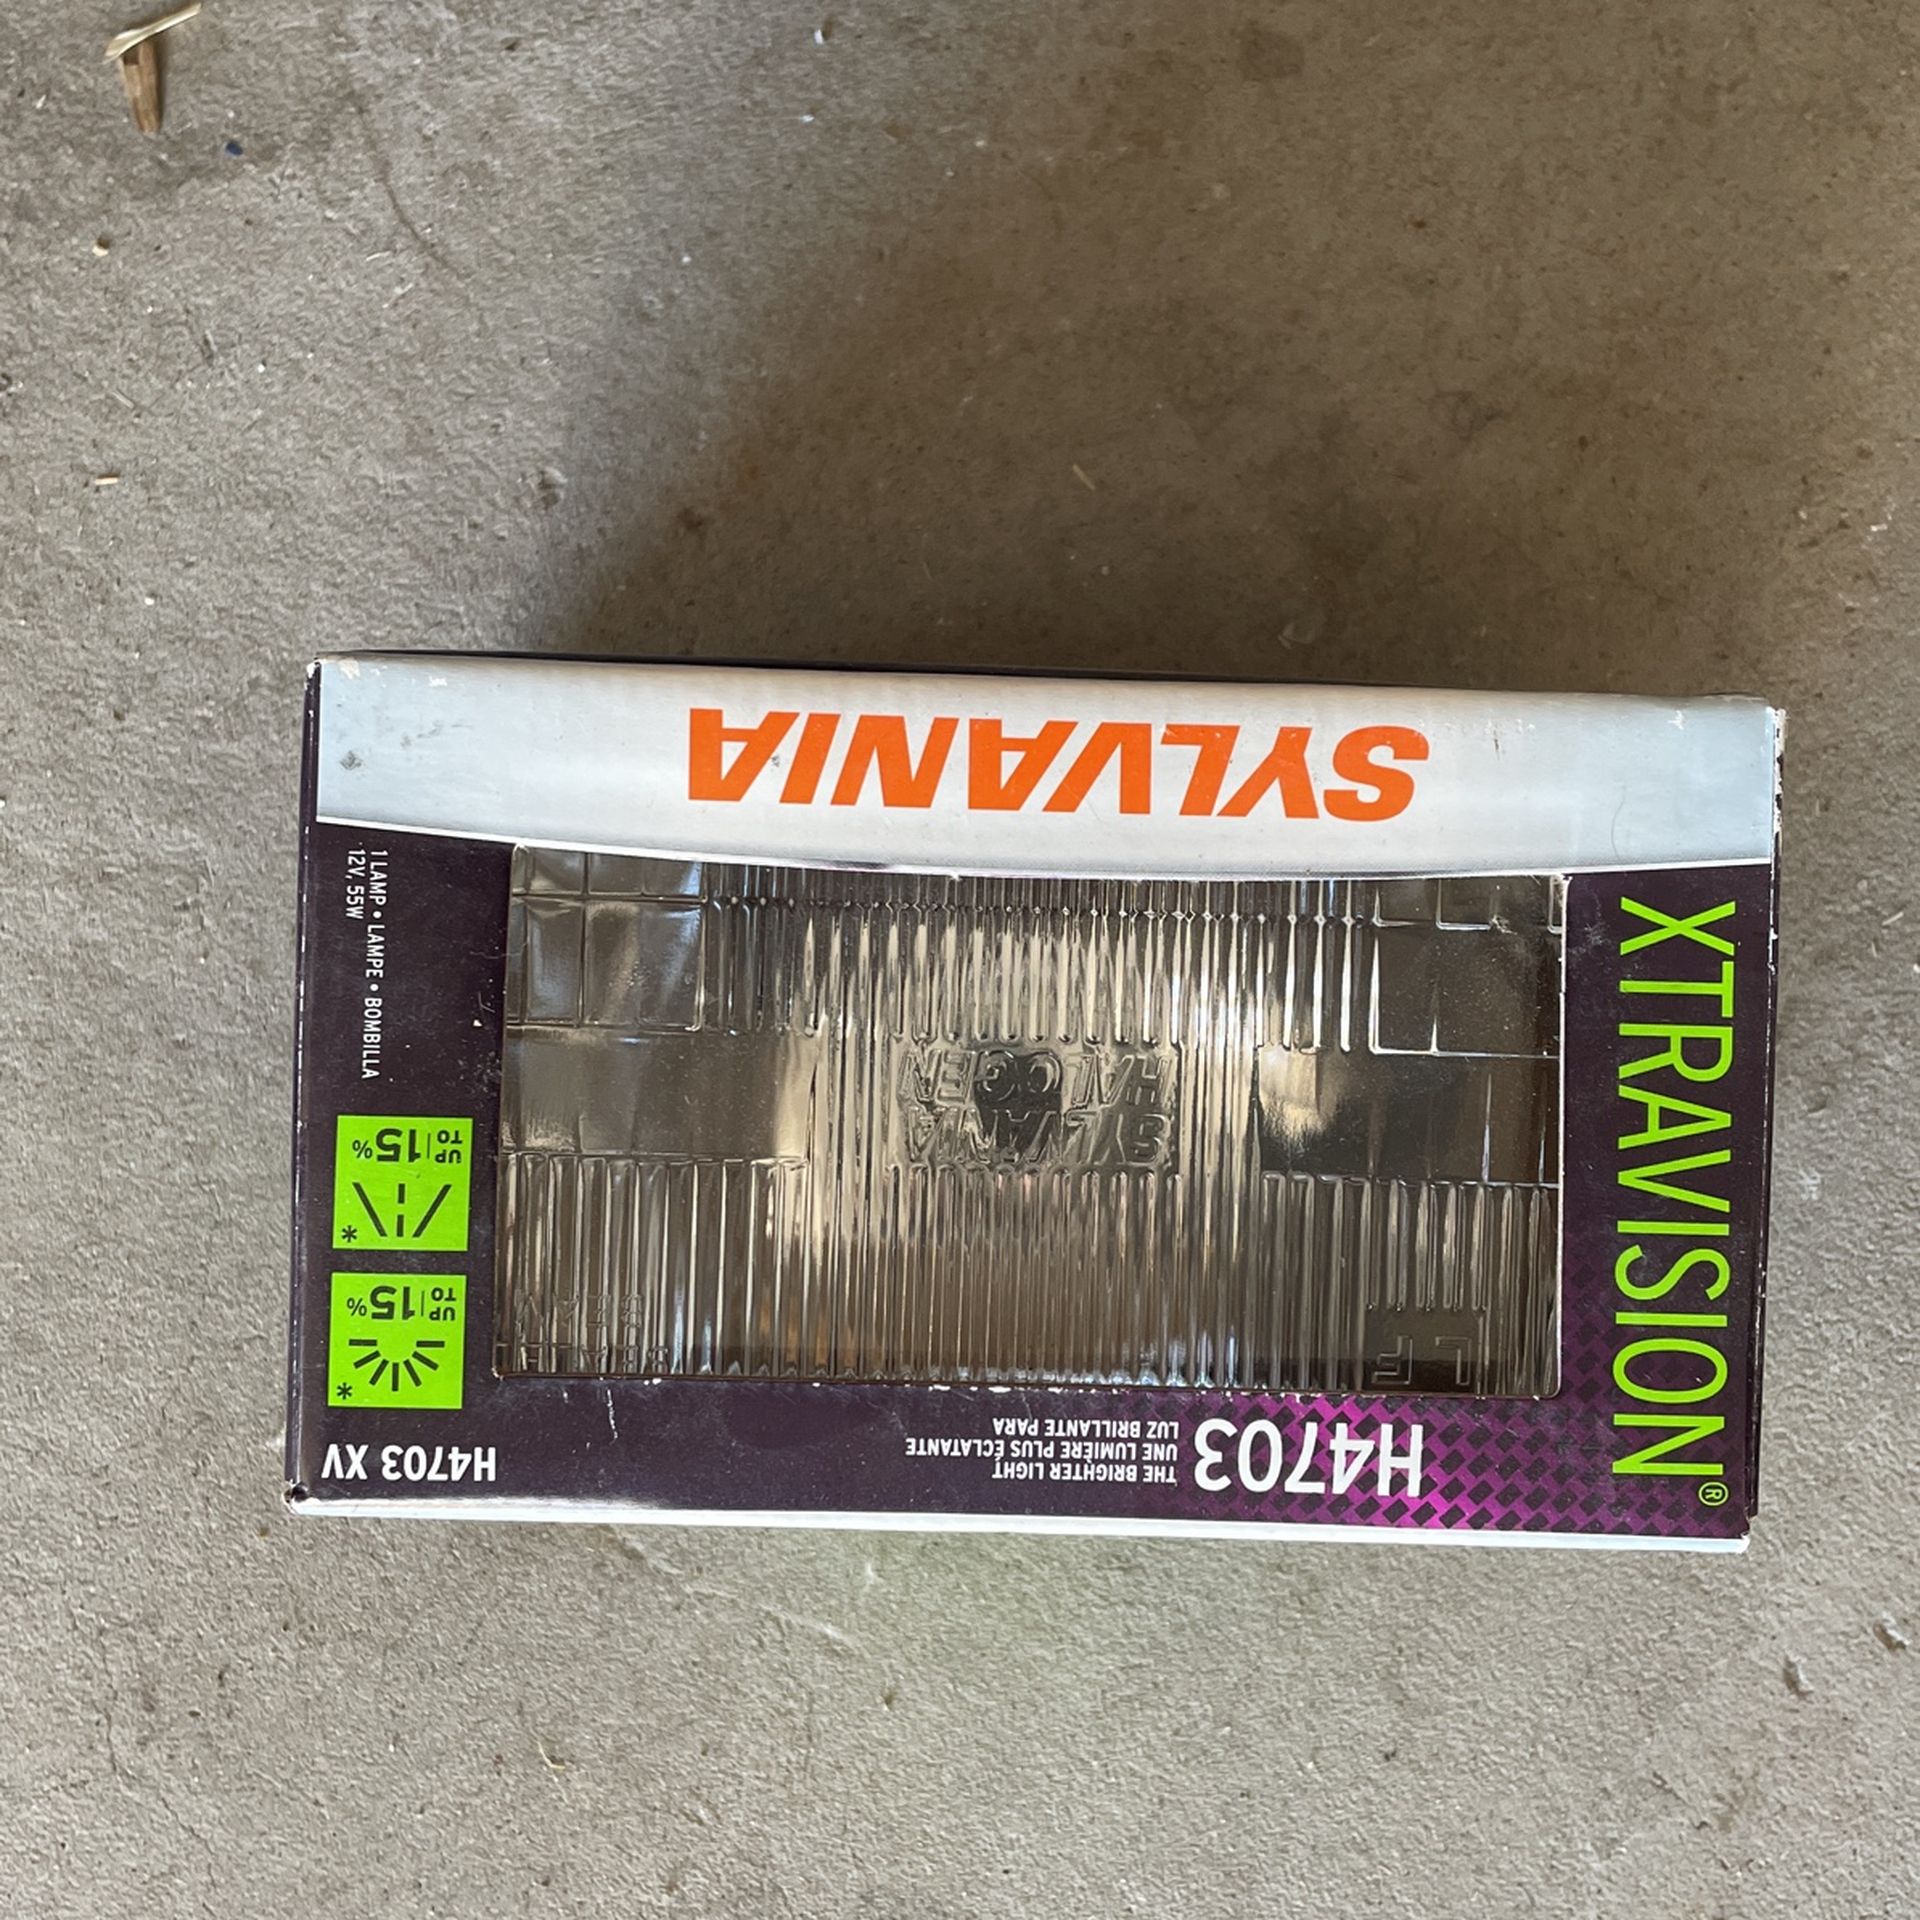 SYLVANIA
XTRAVISION®
H4703
THE BRIGHTER LIGHT
UNE LUMIÈRE PLUS ÉCLATANTE
LUZ BRILLANTE PARA
H4703 XV
UP TO 15%
*
UP TO 15%
*
1 LAMP • LAMPE • BOMBILLA
12V, 55W
SYLVANIA
HALOGEN
LF